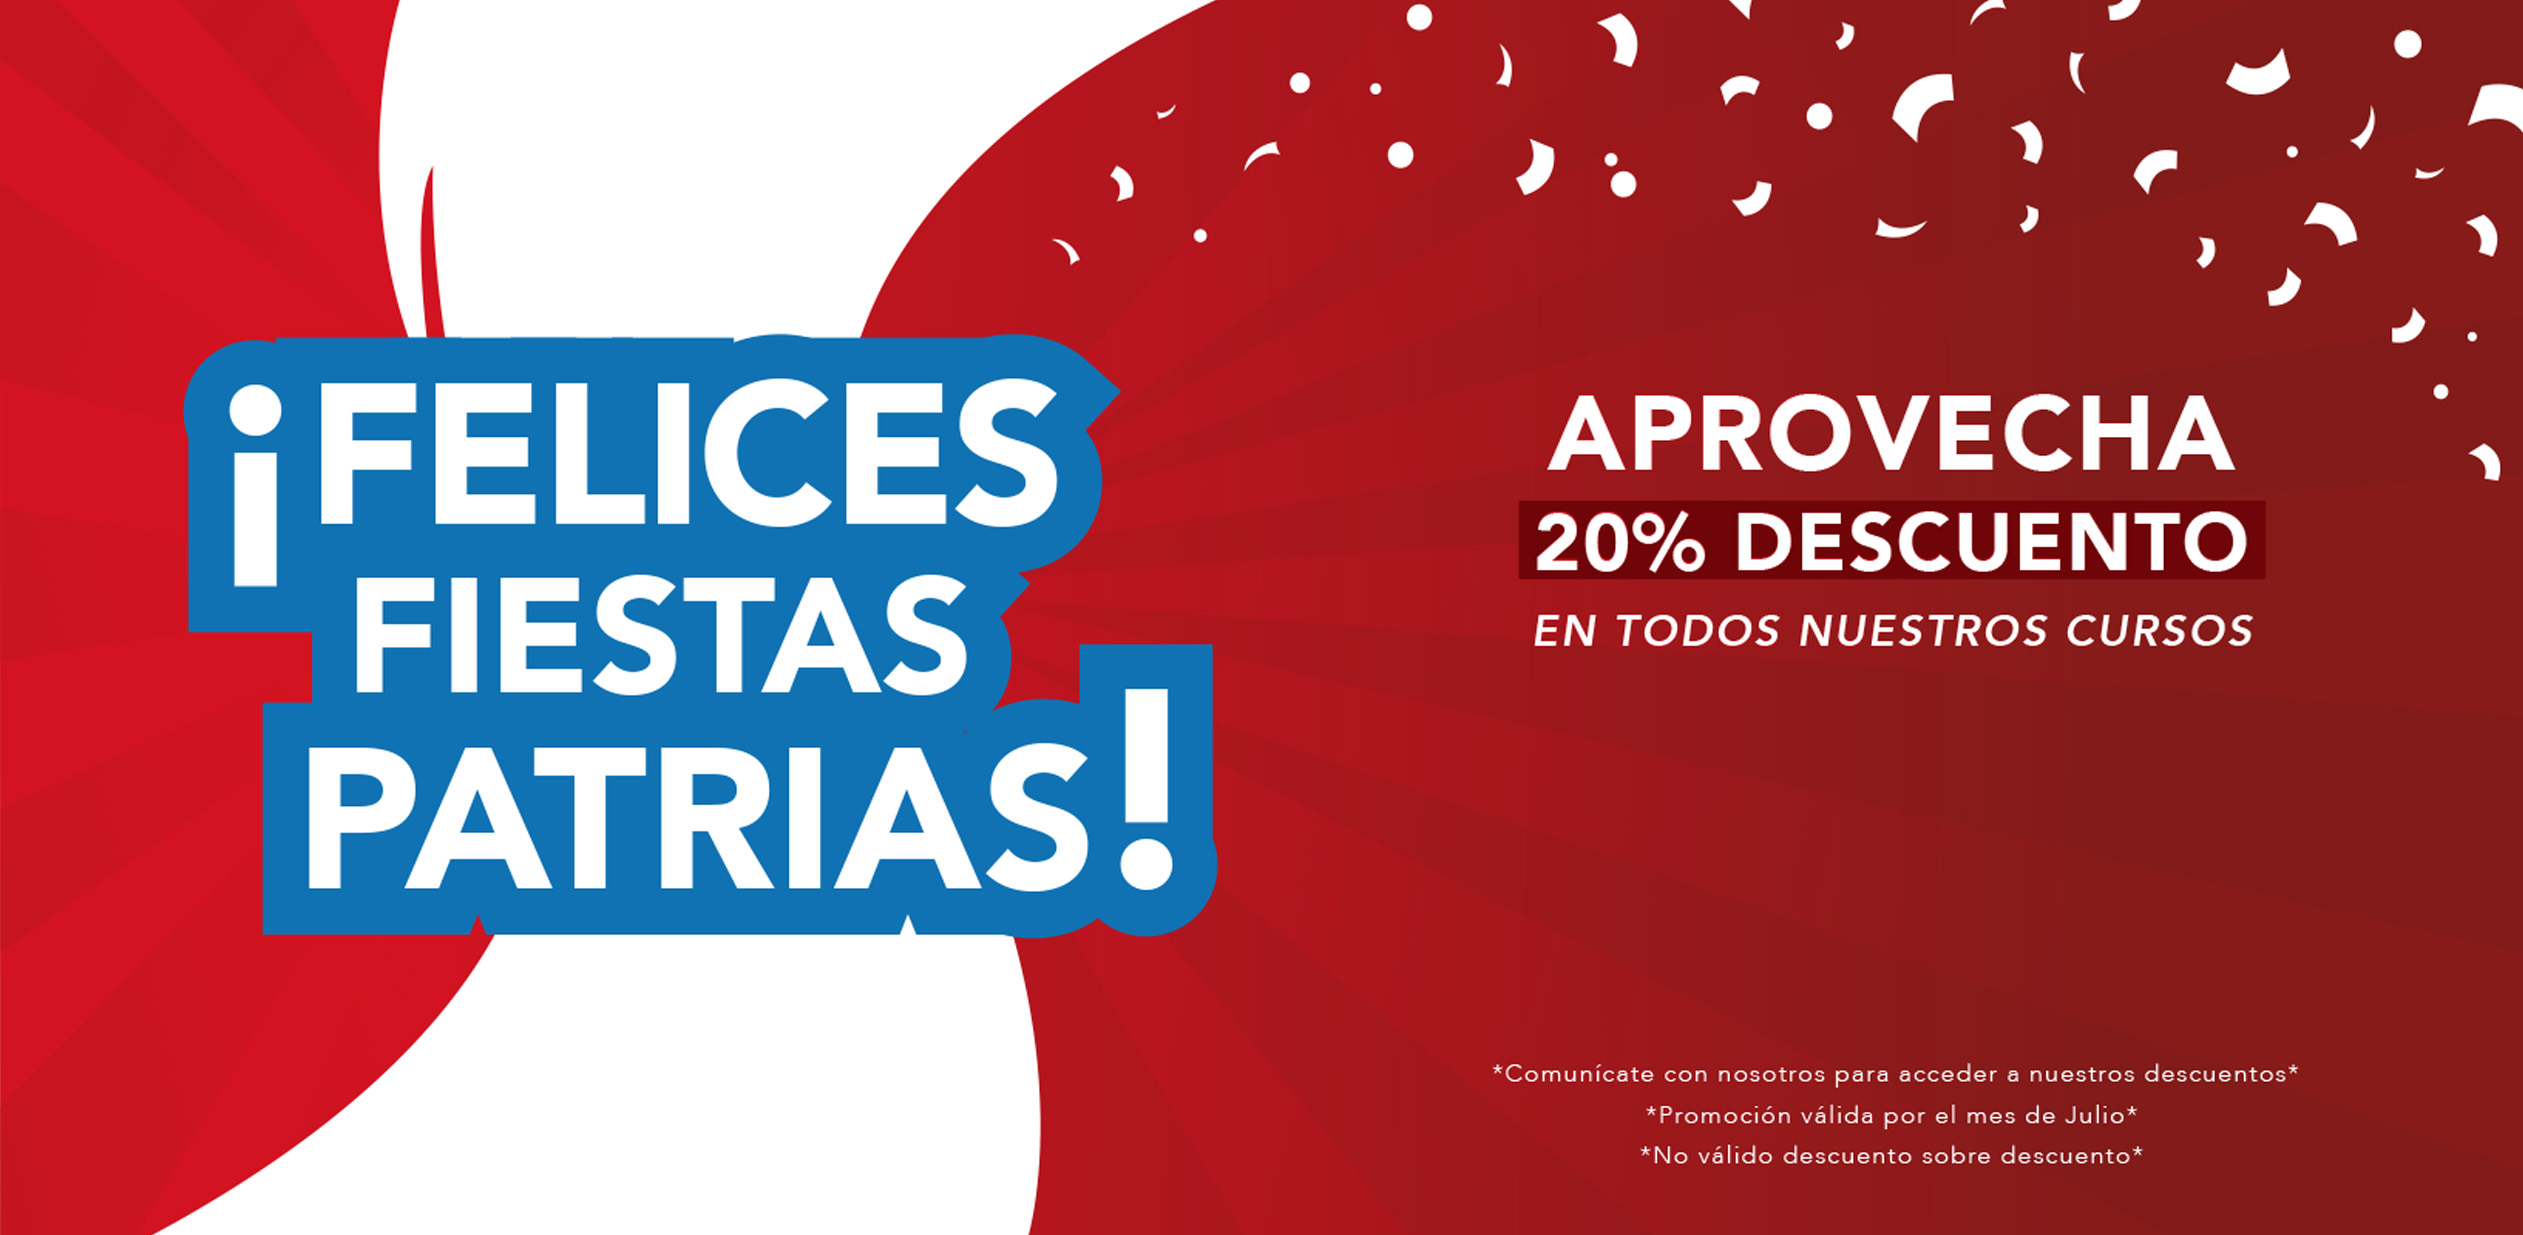 ¡FELICES
FIESTAS
PATRIAS!
APROVECHA
20% DESCUENTO
EN TODOS NUESTROS CURSOS
*Comunícate con nosotros para acceder a nuestros descuentos*
*Promoción válida por el mes de Julio*
*No válido descuento sobre descuento*